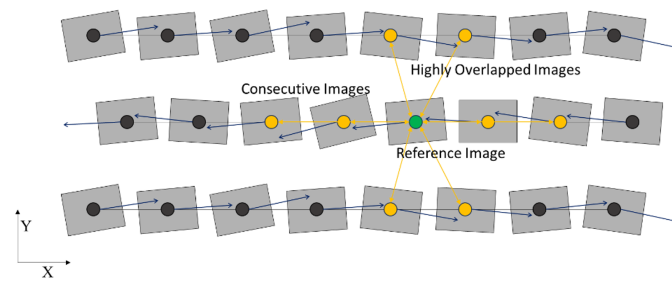 Highly Overlapped Images
Consecutive Images
Reference Image
Y
X